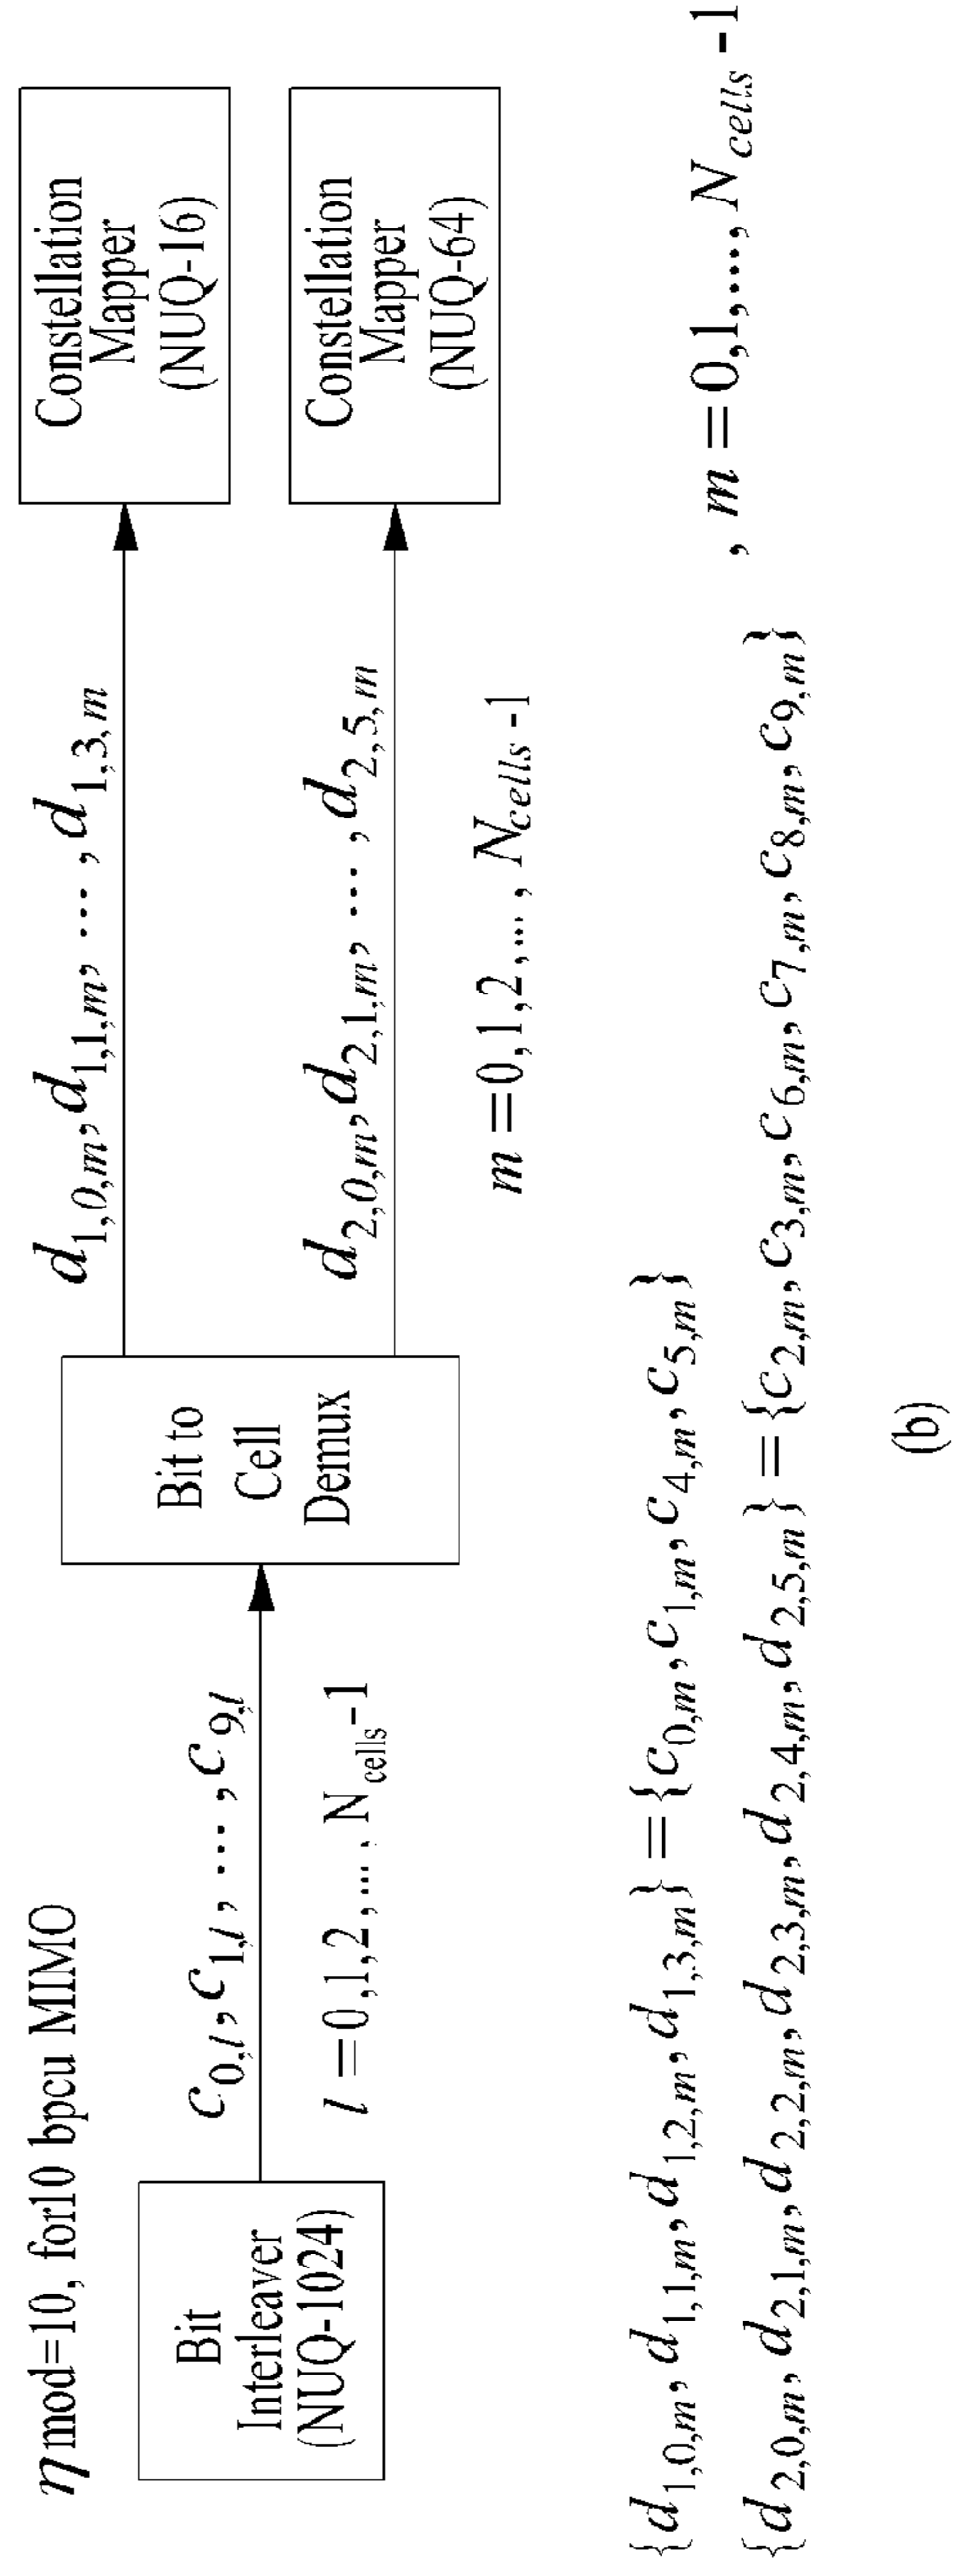 ηmod=10, for10 bpcu MIMO
Bit
Interleaver
(NUQ-1024)
c0,l, c1,l, ... , c9,l
l =0,1,2 ,... , Ncells-1
Bit to
Cell
Demux
d1,0,m, d1,1,m, ... , d1,3,m
d2,0,m, d2,1,m, ... , d2,5,m
m =0,1,2 ,... , Ncells -1
Constellation
Mapper
(NUQ-16)
Constellation
Mapper
(NUQ-64)
{d1,0,m, d1,1,m, d1,2,m, d1,3,m} = {c0,m, c1,m, c4,m, c5,m}
{d2,0,m, d2,1,m, d2,2,m, d2,3,m, d2,4,m, d2,5,m} = {c2,m, c3,m, c6,m, c7,m, c8,m, c9,m}
, m =0,1,..., Ncells -1
(b)